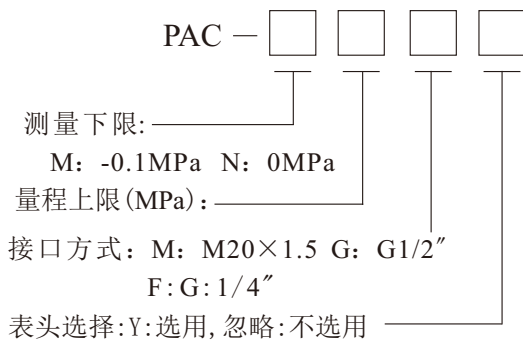 PAC —
测量下限:
M: -0.1MPa N: 0MPa
量程上限(MPa):
接口方式: M: M20×1.5 G: G1/2″
F:G:1/4″
表头选择:Y:选用,忽略:不选用